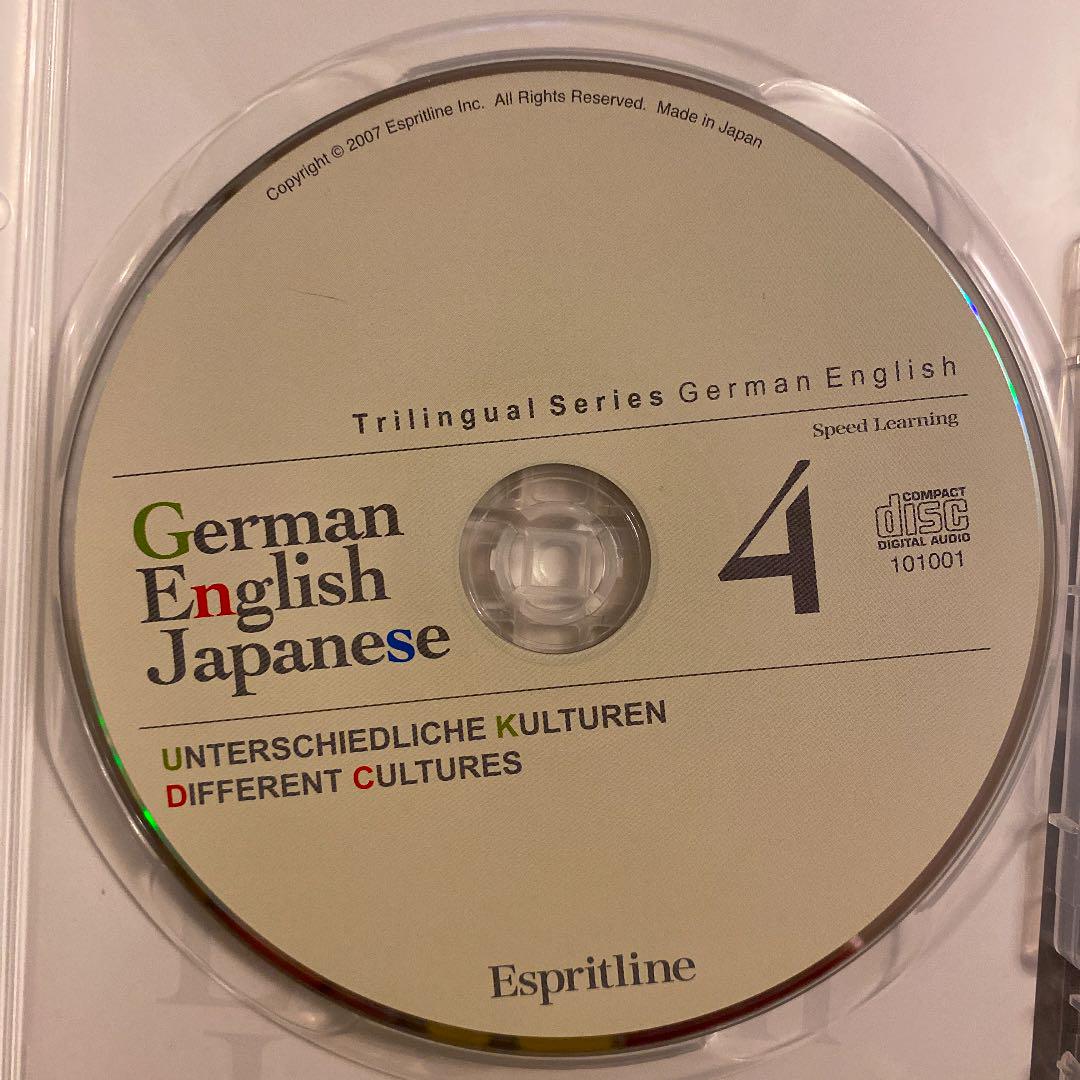 Copyright © 2007 Espritline Inc. All Rights Reserved. Made in Japan
Trilingual Series German English
Speed Learning
German
English
Japanese
4
COMPACT
disc
DIGITAL AUDIO
101001
UNTERSCHIEDLICHE KULTUREN
DIFFERENT CULTURES
Espritline